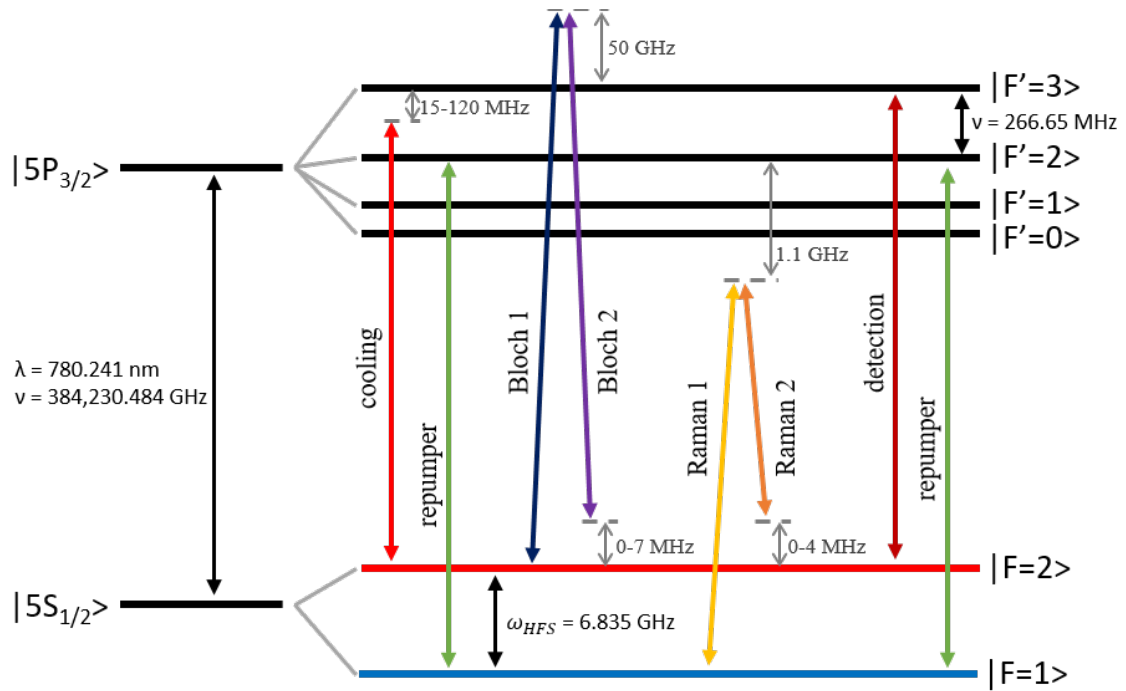 50 GHz
|F'=3>
15-120 MHz
ν = 266.65 MHz
|5P3/2>
|F'=2>
|F'=1>
|F'=0>
1.1 GHz
cooling
repumper
Bloch 1
Bloch 2
Raman 1
Raman 2
detection
repumper
λ = 780.241 nm
ν = 384,230.484 GHz
0-7 MHz
0-4 MHz
|F=2>
|5S1/2>
ωHFS = 6.835 GHz
|F=1>